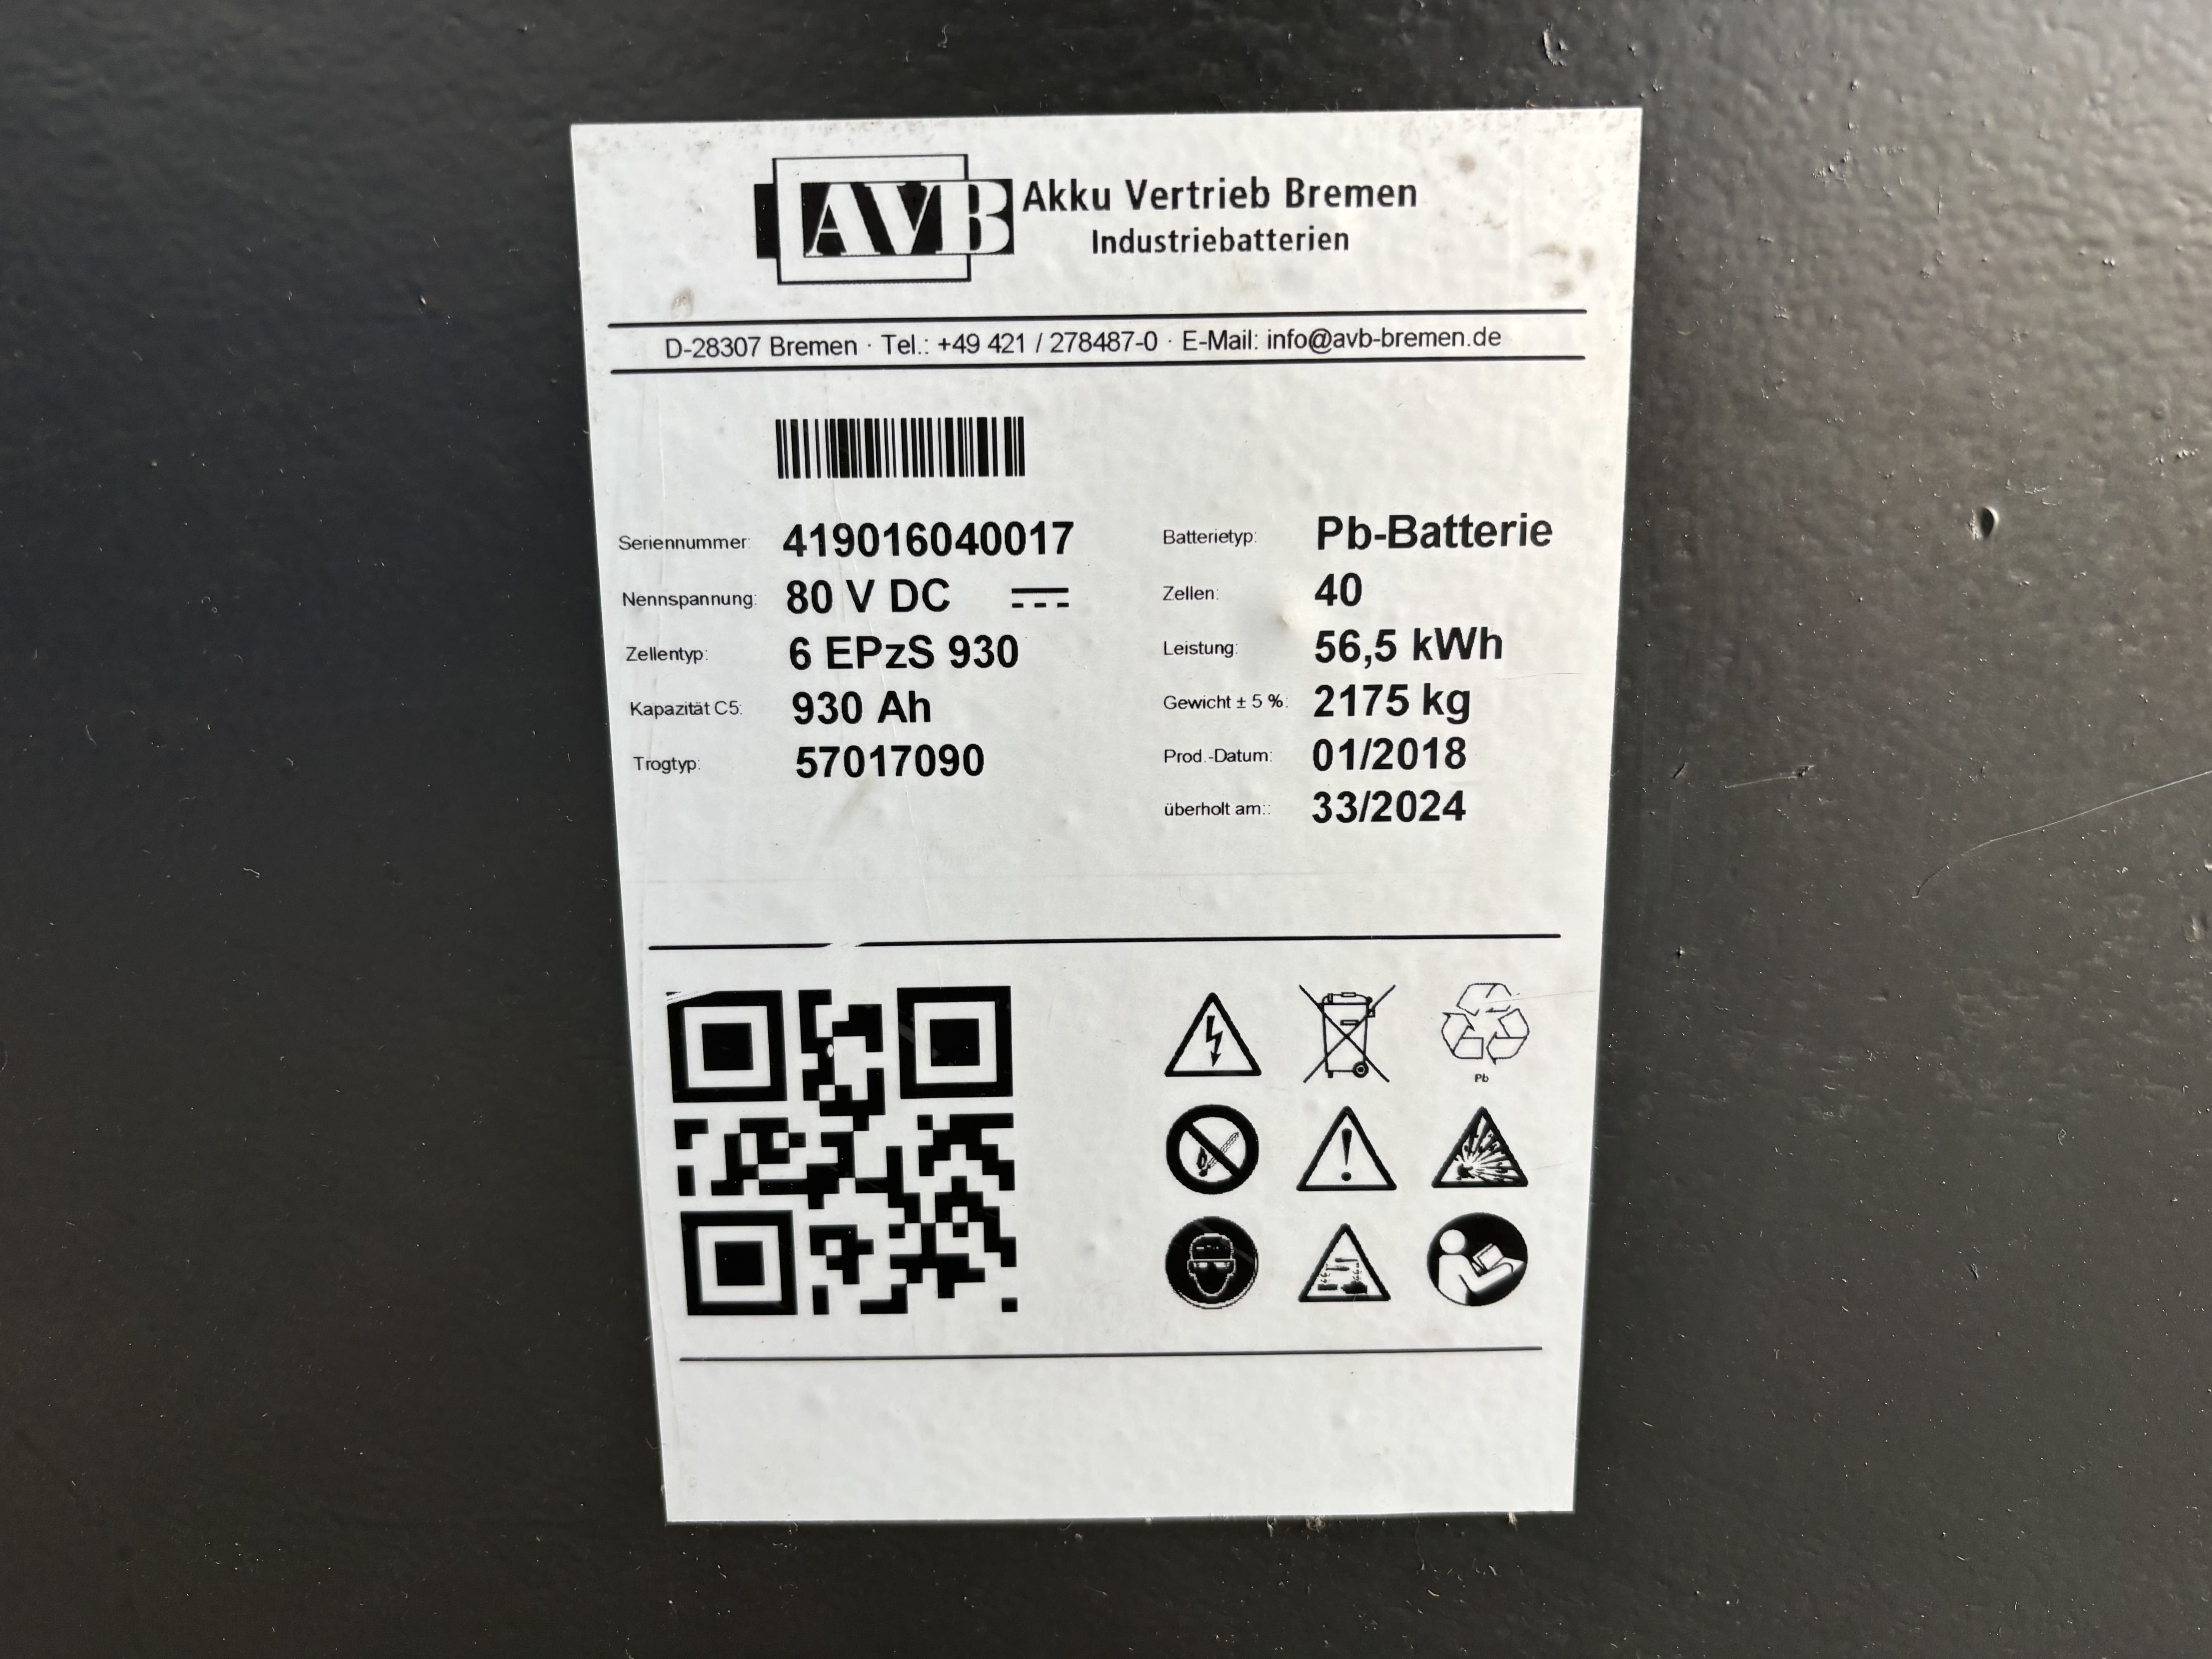 AVB Akku Vertrieb Bremen
Industriebatterien
D-28307 Bremen · Tel.: +49 421 / 278487-0 · E-Mail: info@avb-bremen.de
Seriennummer: 419016040017 Batterietyp: Pb-Batterie
Nennspannung: 80 V DC Zellen: 40
Zellentyp: 6 EPzS 930 Leistung: 56,5 kWh
Kapazität C5: 930 Ah Gewicht ± 5 %: 2175 kg
Trogtyp: 57017090 Prod.-Datum: 01/2018
überholt am:: 33/2024
Pb